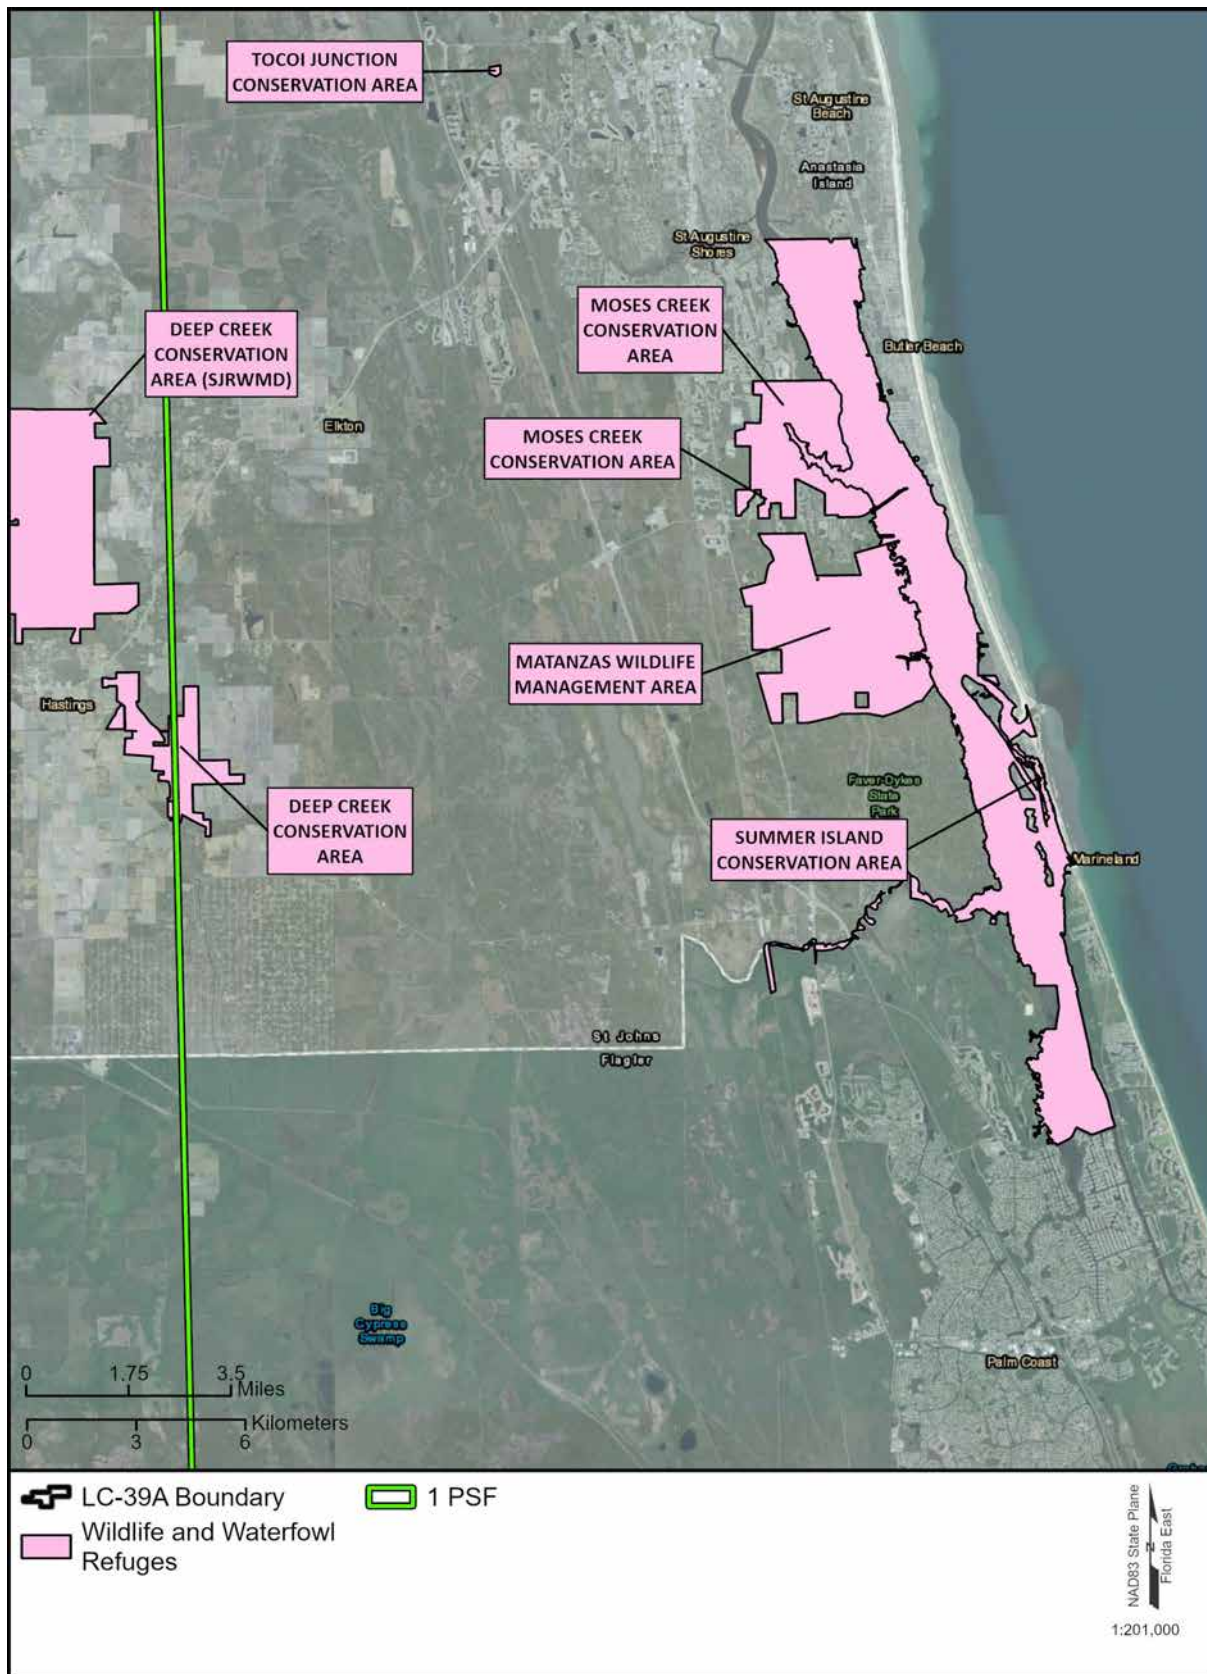 TOCOI JUNCTION
CONSERVATION AREA
St Augustine
Beach
Anastasia
Island
St Augustine
Shores
MOSES CREEK
CONSERVATION
AREA
DEEP CREEK
CONSERVATION
AREA (SJRWMD)
Butler Beach
Elkton
MOSES CREEK
CONSERVATION AREA
MATANZAS WILDLIFE
MANAGEMENT AREA
Hastings
Faver-Dykes
State
Park
DEEP CREEK
CONSERVATION
AREA
SUMMER ISLAND
CONSERVATION AREA
Marineland
St Johns
Flagler
Big
Cypress
Swamp
Palm Coast
0 1.75 3.5
Miles
Kilometers
0 3 6
LC-39A Boundary
1 PSF
Wildlife and Waterfowl
Refuges
NAD83 State Plane
Florida East
N
1:201,000